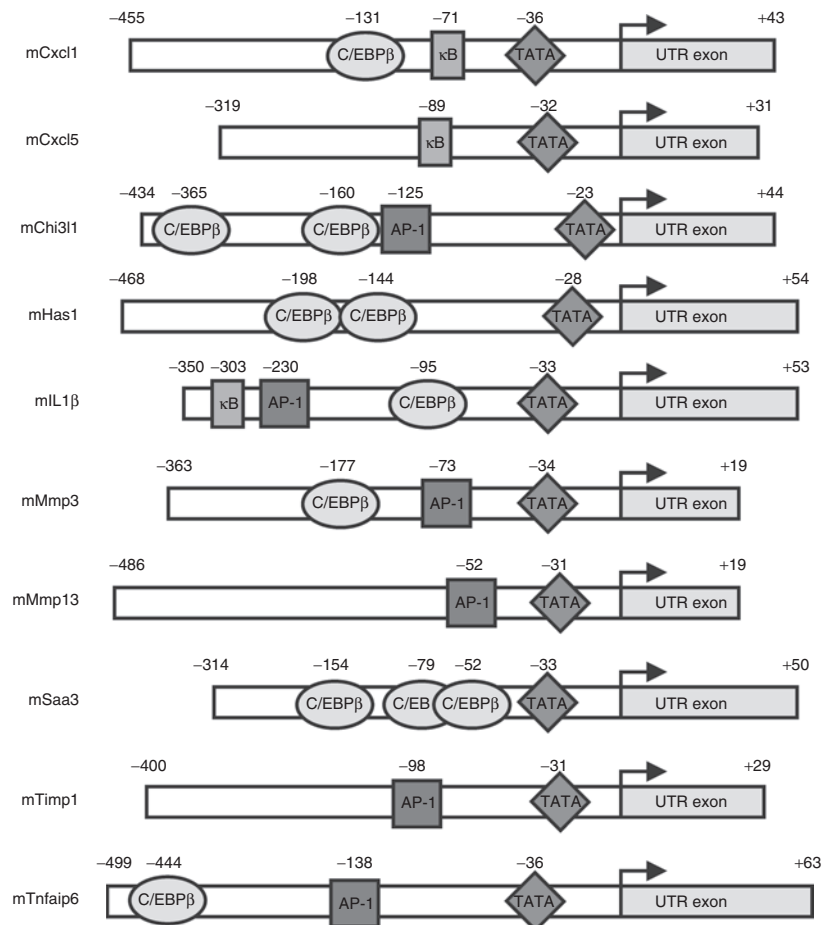 −455 −131 −71 −36 +43
mCxcl1 C/EBPβ κB TATA UTR exon
−319 −89 −32 +31
mCxcl5 κB TATA UTR exon
−434 −365 −160 −125 −23 +44
mChi3l1 C/EBPβ C/EBPβ AP-1 TATA UTR exon
−468 −198 −144 −28 +54
mHas1 C/EBPβ C/EBPβ TATA UTR exon
−350 −303 −230 −95 −33 +53
mIL1β κB AP-1 C/EBPβ TATA UTR exon
−363 −177 −73 −34 +19
mMmp3 C/EBPβ AP-1 TATA UTR exon
−486 −52 −31 +19
mMmp13 AP-1 TATA UTR exon
−314 −154 −79 −52 −33 +50
mSaa3 C/EBPβ C/EB C/EBPβ TATA UTR exon
−400 −98 −31 +29
mTimp1 AP-1 TATA UTR exon
−499 −444 −138 −36 +63
mTnfaip6 C/EBPβ AP-1 TATA UTR exon